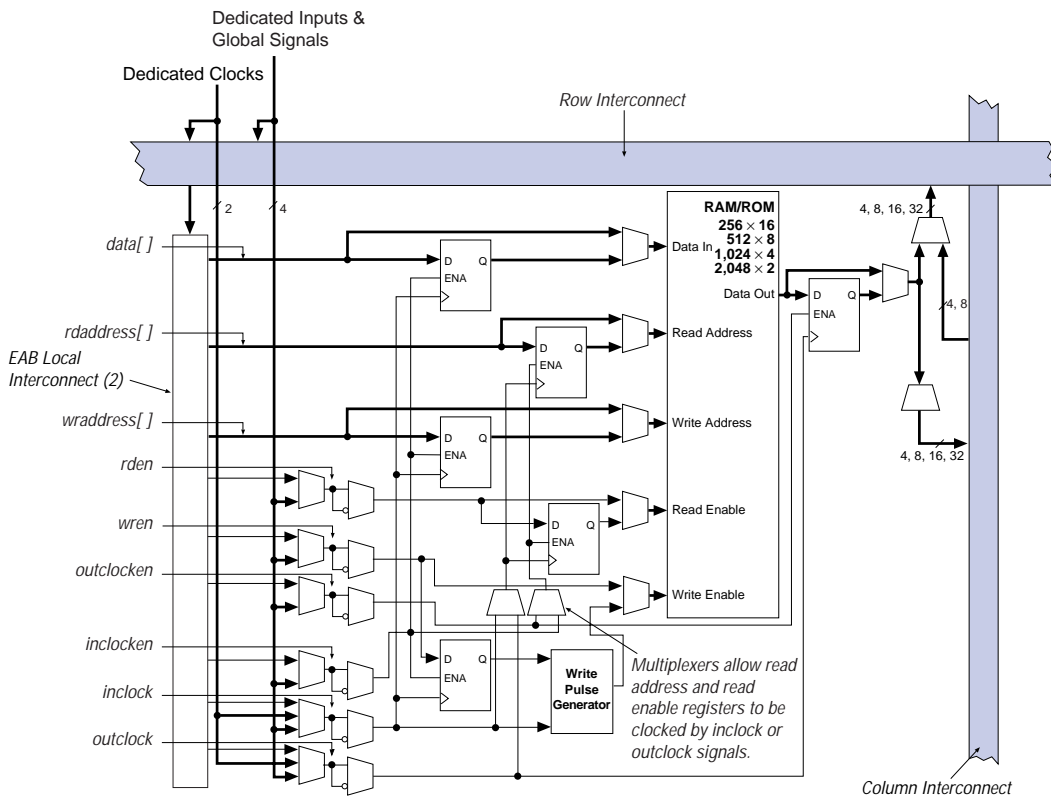 Dedicated Inputs &
Global Signals
Dedicated Clocks
Row Interconnect
2
4
RAM/ROM
256 × 16
512 × 8
1,024 × 4
2,048 × 2
4, 8, 16, 32
data[ ]
D
Q
ENA
Data In
Data Out
D
Q
ENA
4, 8
rdaddress[ ]
D
Q
ENA
Read Address
EAB Local
Interconnect (2)
wraddress[ ]
D
Q
ENA
Write Address
4, 8, 16, 32
rden
Read Enable
D
Q
ENA
wren
outclocken
Write Enable
inclocken
D
Q
ENA
Write
Pulse
Generator
Multiplexers allow read
address and read
enable registers to be
clocked by inclock or
outclock signals.
inclock
outclock
Column Interconnect